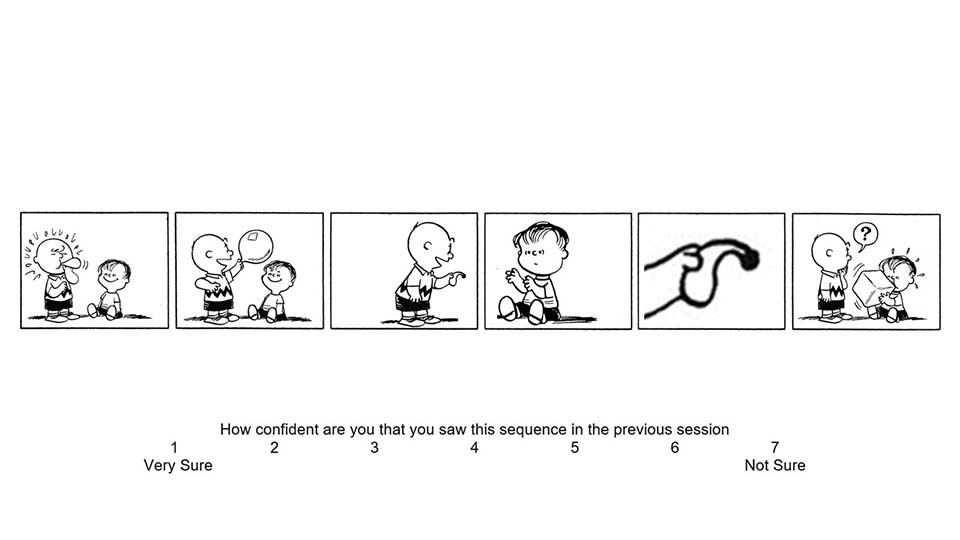 ?
How confident are you that you saw this sequence in the previous session
1 2 3 4 5 6 7
Very Sure Not Sure